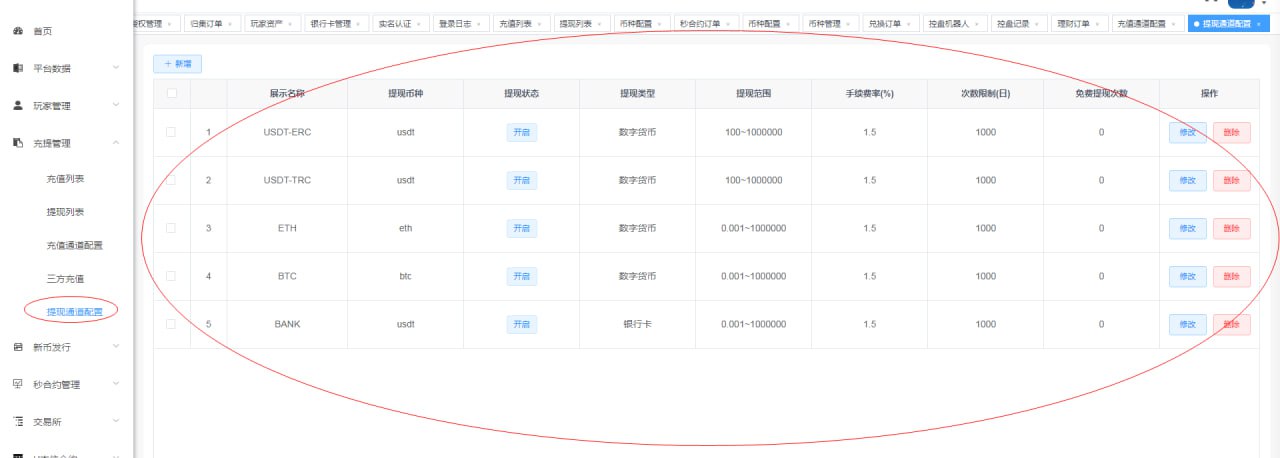 首页
平台数据
玩家管理
充提管理
充值列表
提现列表
充值通道配置
三方充值
提现通道配置
新币发行
秒合约管理
交易所
权管理 × 归集订单 × 玩家资产 × 银行卡管理 × 实名认证 × 登录日志 × 充值列表 × 提现列表 × 币种配置 × 秒合约订单 × 币种配置 × 币种管理 × 兑换订单 × 控盘机器人 × 控盘记录 × 理财订单 × 充值通道配置 × 提现通道配置 ×
+ 新增
展示名称 提现币种 提现状态 提现类型 提现范围 手续费率(%) 次数限制(日) 免费提现次数 操作
1 USDT-ERC usdt 开启 数字货币 100~1000000 1.5 1000 0 修改 删除
2 USDT-TRC usdt 开启 数字货币 100~1000000 1.5 1000 0 修改 删除
3 ETH eth 开启 数字货币 0.001~1000000 1.5 1000 0 修改 删除
4 BTC btc 开启 数字货币 0.001~1000000 1.5 1000 0 修改 删除
5 BANK usdt 开启 银行卡 0.001~1000000 1.5 1000 0 修改 删除